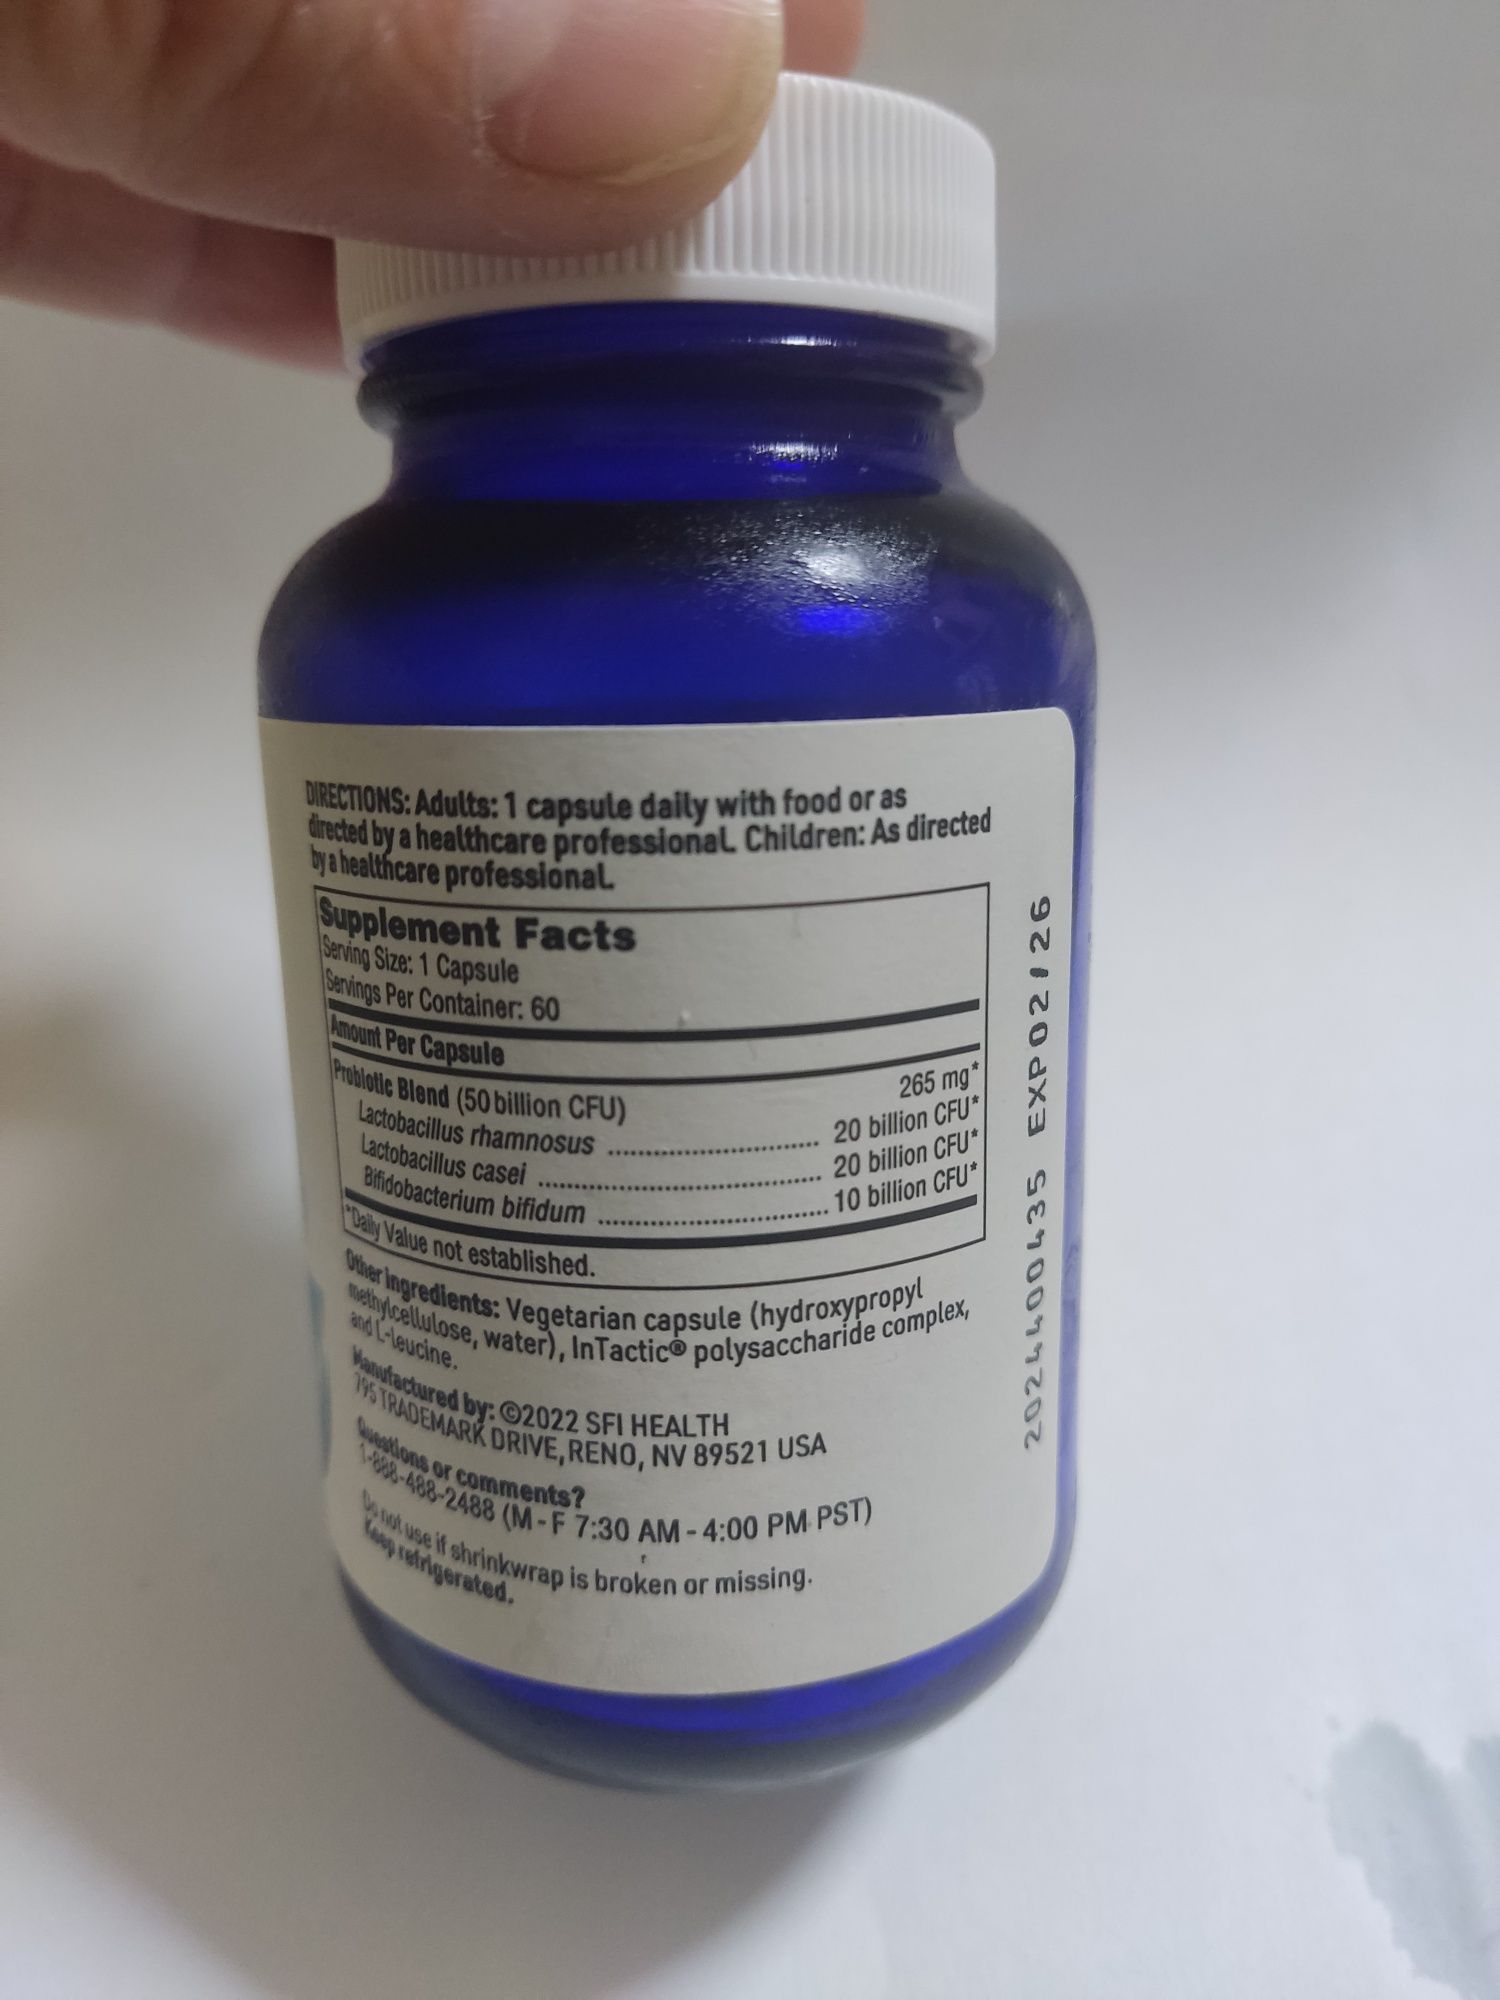 DIRECTIONS: Adults: 1 capsule daily with food or as
directed by a healthcare professional. Children: As directed
by a healthcare professional.
Supplement Facts
Serving Size: 1 Capsule
Servings Per Container: 60
Amount Per Capsule
Probiotic Blend (50 billion CFU) 265 mg*
Lactobacillus rhamnosus ........................ 20 billion CFU*
Lactobacillus casei ................................ 20 billion CFU*
Bifidobacterium bifidum ......................... 10 billion CFU*
*Daily Value not established.
Other ingredients: Vegetarian capsule (hydroxypropyl
methylcellulose, water), InTactic® polysaccharide complex,
and L-leucine.
Manufactured by: ©2022 SFI HEALTH
795 TRADEMARK DRIVE, RENO, NV 89521 USA
Questions or comments?
1-888-488-2488 (M - F 7:30 AM - 4:00 PM PST)
Do not use if shrinkwrap is broken or missing.
Keep refrigerated.
2024400435 EXP02/26